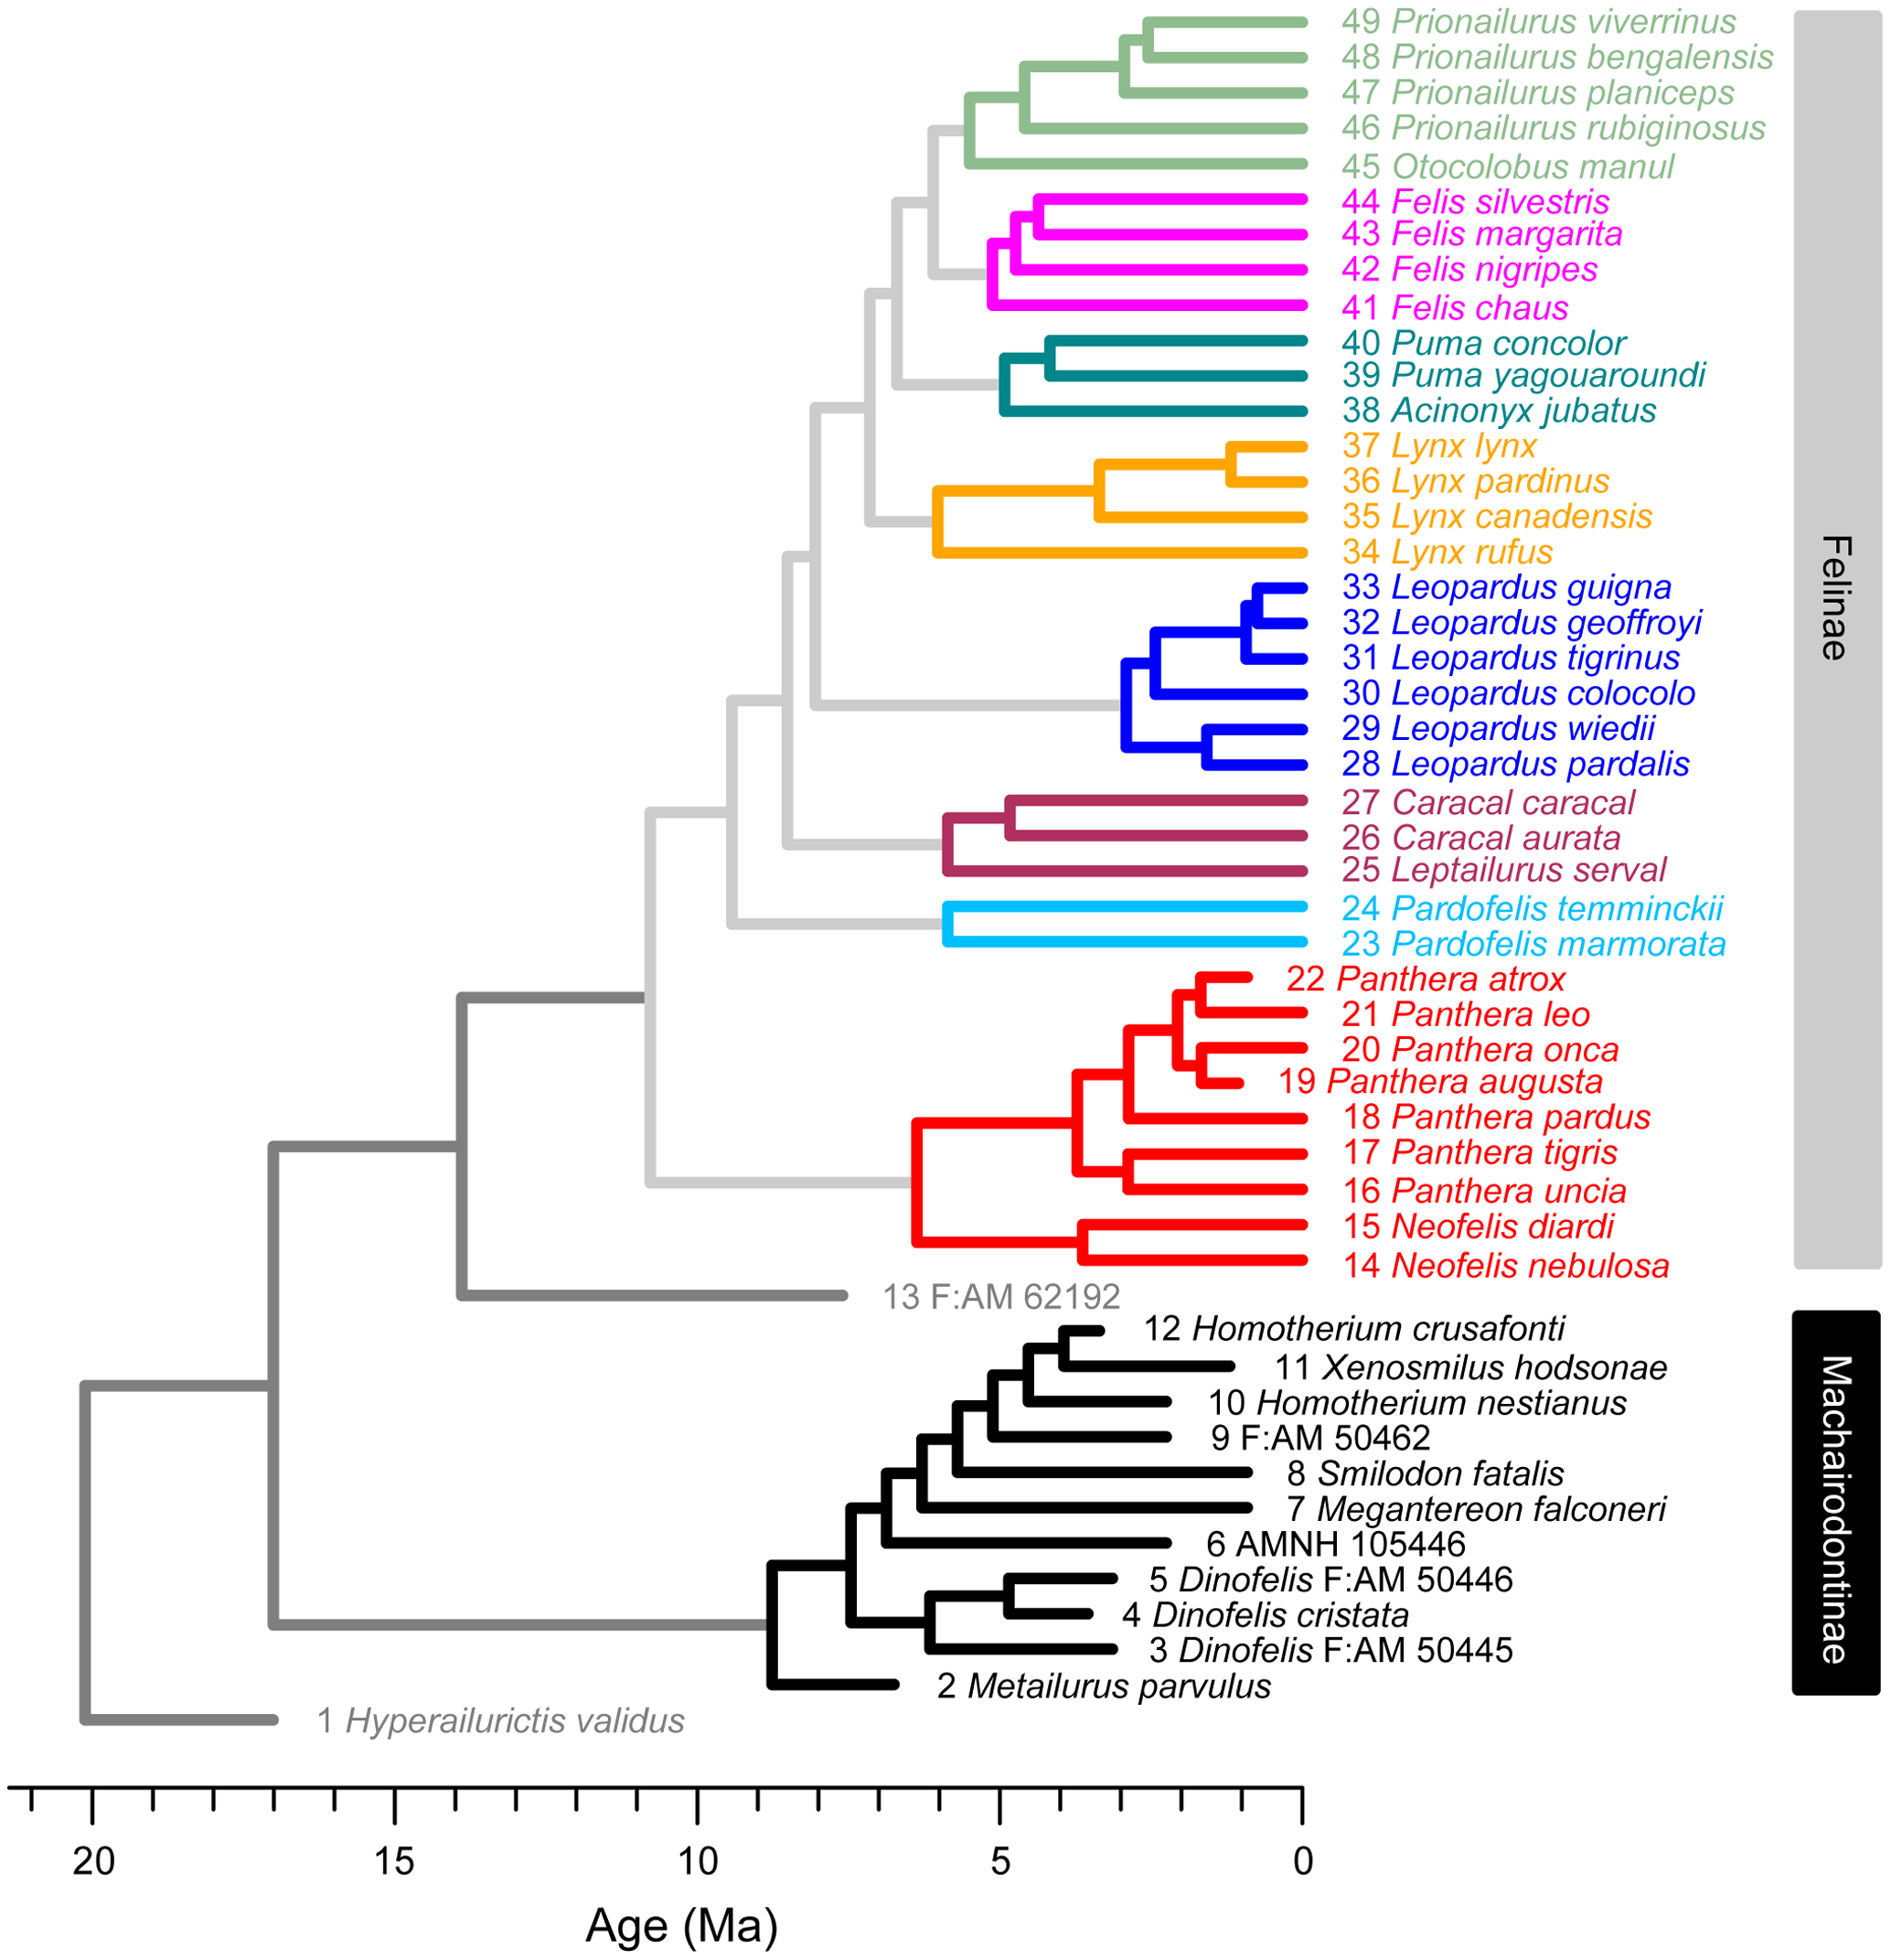 49 Prionailurus viverrinus
48 Prionailurus bengalensis
47 Prionailurus planiceps
46 Prionailurus rubiginosus
45 Otocolobus manul
44 Felis silvestris
43 Felis margarita
42 Felis nigripes
41 Felis chaus
40 Puma concolor
39 Puma yagouaroundi
38 Acinonyx jubatus
37 Lynx lynx
36 Lynx pardinus
35 Lynx canadensis
34 Lynx rufus
33 Leopardus guigna
32 Leopardus geoffroyi
31 Leopardus tigrinus
30 Leopardus colocolo
29 Leopardus wiedii
28 Leopardus pardalis
27 Caracal caracal
26 Caracal aurata
25 Leptailurus serval
24 Pardofelis temminckii
23 Pardofelis marmorata
22 Panthera atrox
21 Panthera leo
20 Panthera onca
19 Panthera augusta
18 Panthera pardus
17 Panthera tigris
16 Panthera uncia
15 Neofelis diardi
14 Neofelis nebulosa
Felinae
13 F:AM 62192
12 Homotherium crusafonti
11 Xenosmilus hodsonae
10 Homotherium nestianus
9 F:AM 50462
8 Smilodon fatalis
7 Megantereon falconeri
6 AMNH 105446
5 Dinofelis F:AM 50446
4 Dinofelis cristata
3 Dinofelis F:AM 50445
2 Metailurus parvulus
Machairodontinae
1 Hyperailurictis validus
20 15 10 5 0
Age (Ma)